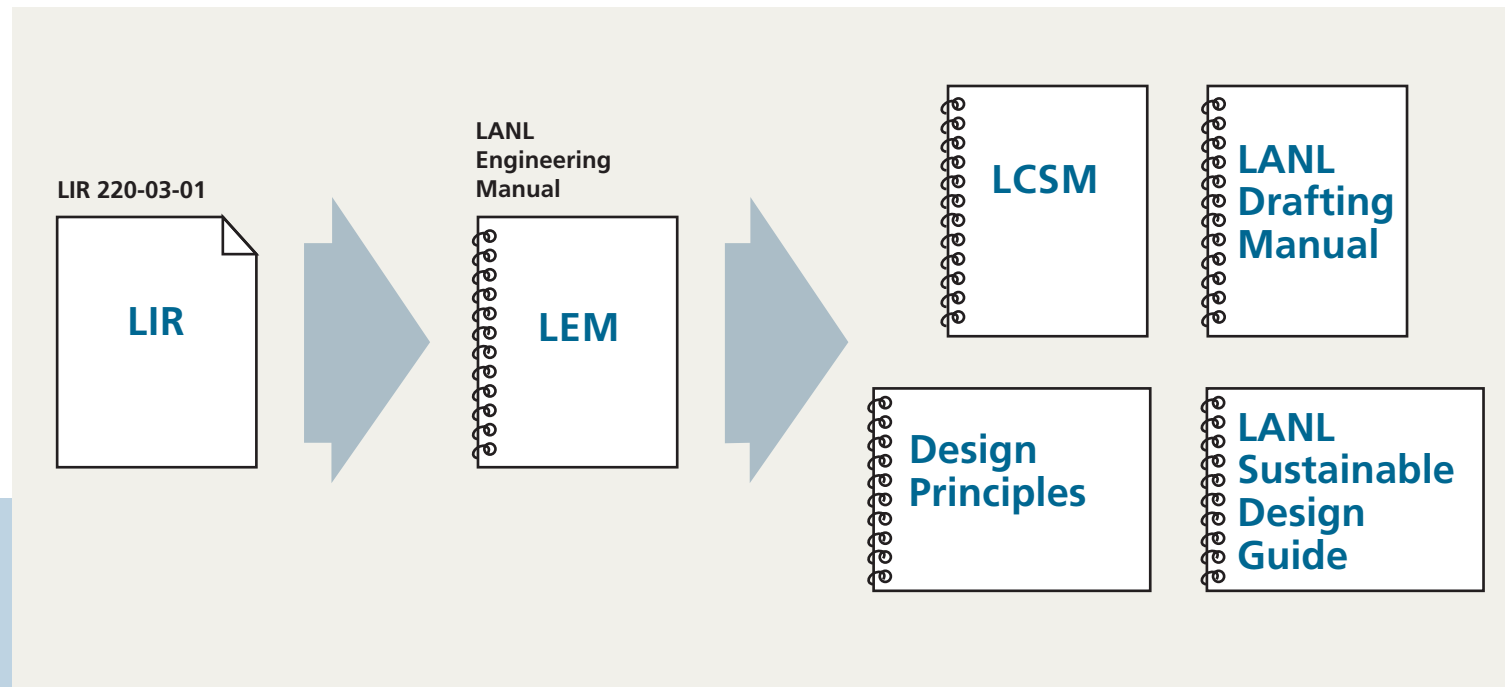 LIR 220-03-01
LIR
LANL
Engineering
Manual
LEM
LCSM
LANL
Drafting
Manual
Design
Principles
LANL
Sustainable
Design
Guide